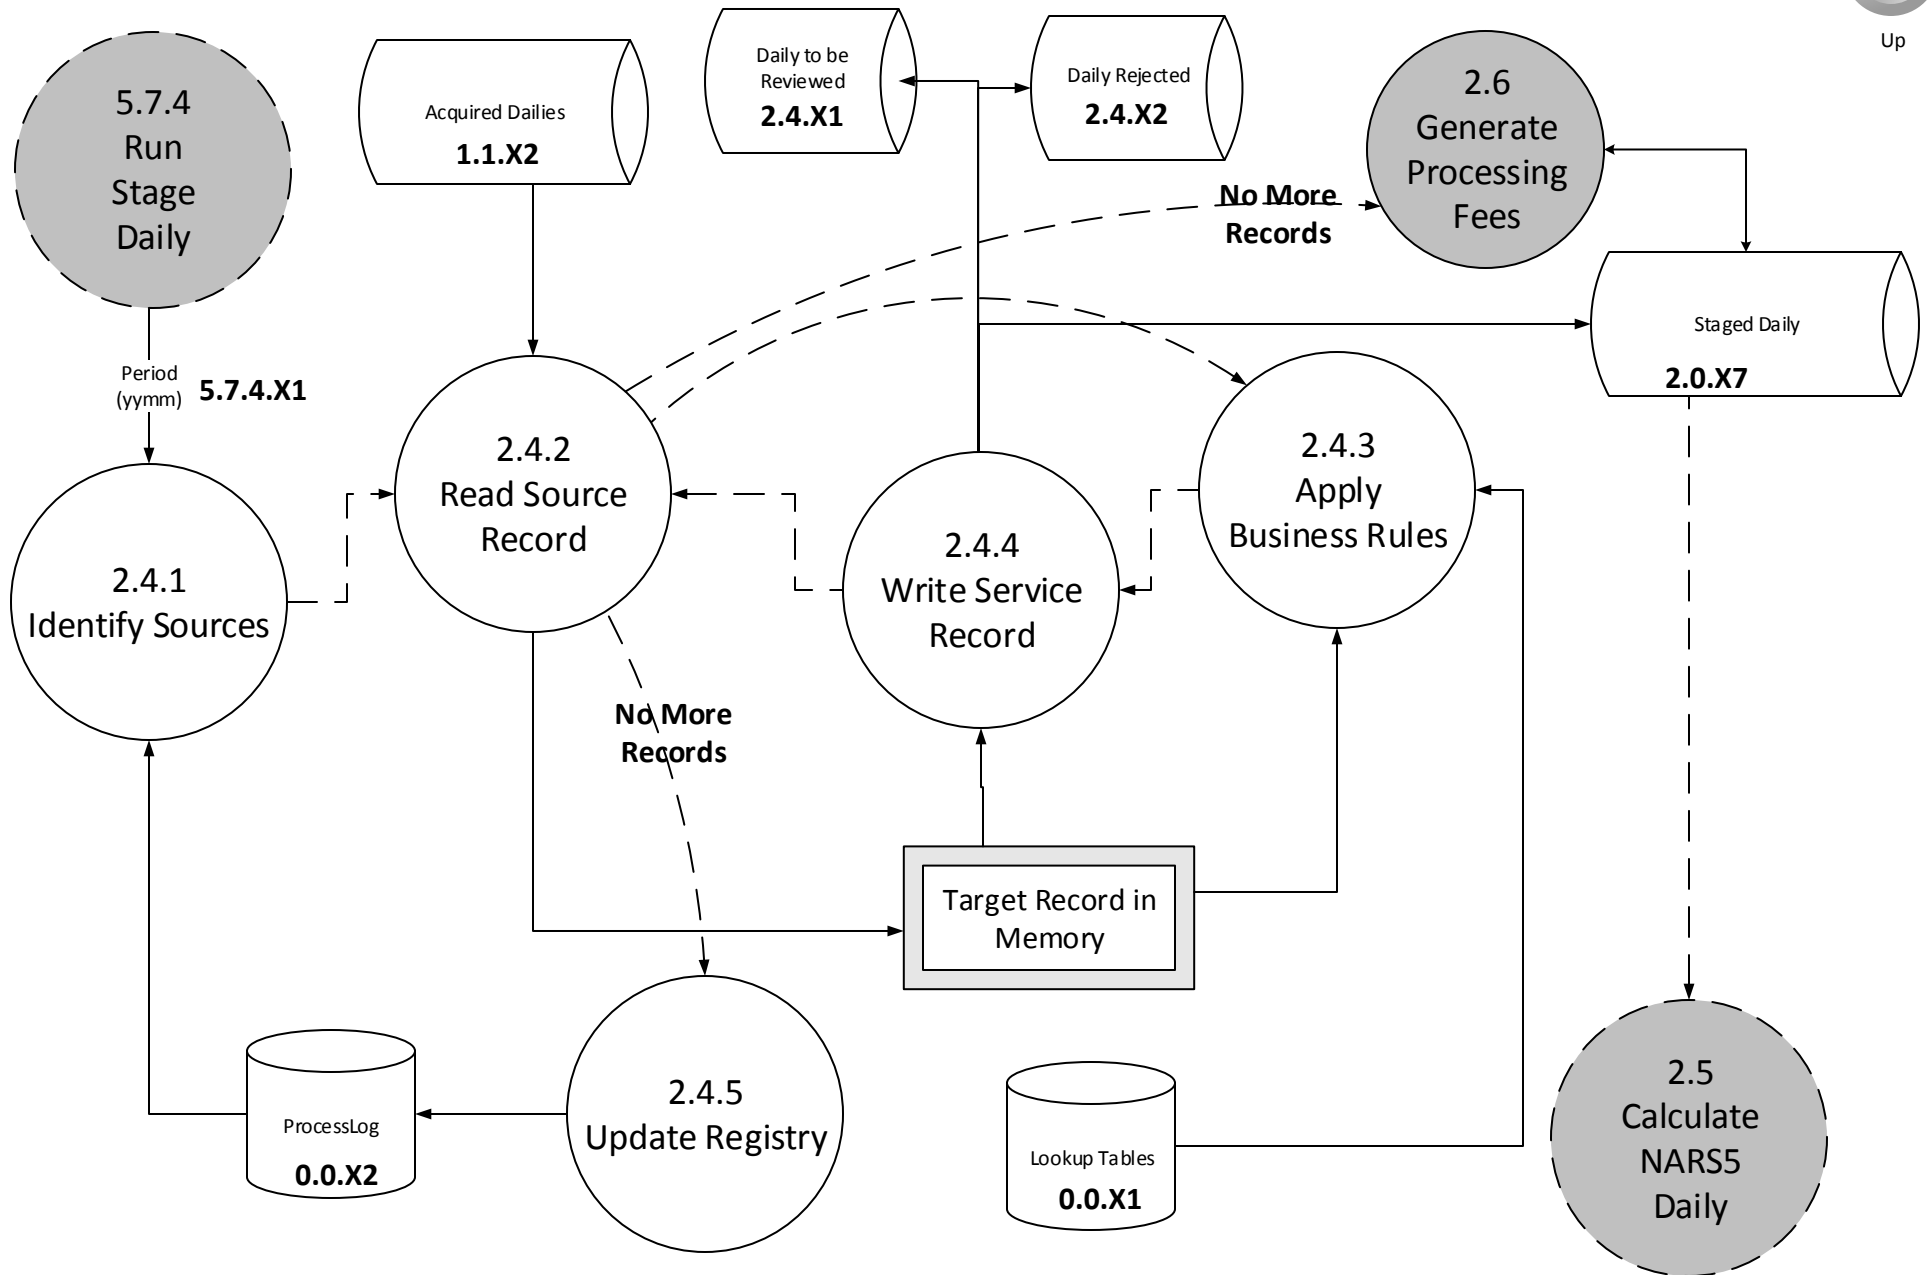 Up
5.7.4
Run
Stage
Daily
Acquired Dailies
1.1.X2
Daily to be
Reviewed
2.4.X1
Daily Rejected
2.4.X2
2.6
Generate
Processing
Fees
No More
Records
Staged Daily
2.0.X7
Period
(yymm)
5.7.4.X1
2.4.1
Identify Sources
2.4.2
Read Source
Record
2.4.4
Write Service
Record
2.4.3
Apply
Business Rules
No More
Records
Target Record in
Memory
ProcessLog
0.0.X2
2.4.5
Update Registry
Lookup Tables
0.0.X1
2.5
Calculate
NARS5
Daily